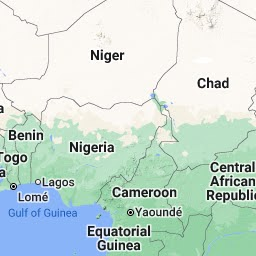 Niger
Chad
Benin
Nigeria
Togo
Central
African
Republic
Lomé
Lagos
Cameroon
Gulf of Guinea
Yaoundé
Equatorial
Guinea